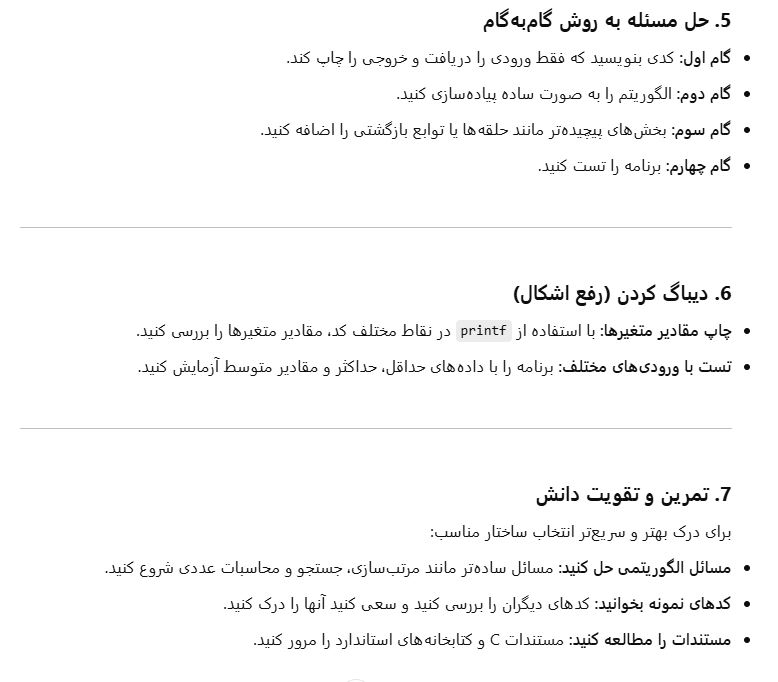 5. حل مسئله به روش گام‌به‌گام
• گام اول: کدی بنویسید که فقط ورودی را دریافت و خروجی را چاپ کند.
• گام دوم: الگوریتم را به صورت ساده پیاده‌سازی کنید.
• گام سوم: بخش‌های پیچیده‌تر مانند حلقه‌ها یا توابع بازگشتی را اضافه کنید.
• گام چهارم: برنامه را تست کنید.
6. دیباگ کردن (رفع اشکال)
• چاپ مقادیر متغیرها: با استفاده از printf در نقاط مختلف کد، مقادیر متغیرها را بررسی کنید.
• تست با ورودی‌های مختلف: برنامه را با داده‌های حداقل، حداکثر و مقادیر متوسط آزمایش کنید.
7. تمرین و تقویت دانش
برای درک بهتر و سریع‌تر انتخاب ساختار مناسب:
• مسائل الگوریتمی حل کنید: مسائل ساده‌تر مانند مرتب‌سازی، جستجو و محاسبات عددی شروع کنید.
• کدهای نمونه بخوانید: کدهای دیگران را بررسی کنید و سعی کنید آنها را درک کنید.
• مستندات را مطالعه کنید: مستندات C و کتابخانه‌های استاندارد را مرور کنید.